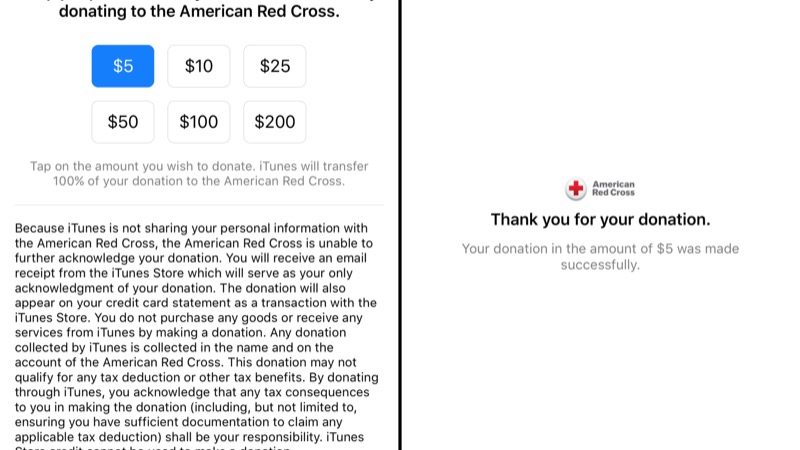 donating to the American Red Cross.
$5
$10
$25
$50
$100
$200
Tap on the amount you wish to donate. iTunes will transfer
100% of your donation to the American Red Cross.
Because iTunes is not sharing your personal information with
the American Red Cross, the American Red Cross is unable to
further acknowledge your donation. You will receive an email
receipt from the iTunes Store which will serve as your only
acknowledgment of your donation. The donation will also
appear on your credit card statement as a transaction with the
iTunes Store. You do not purchase any goods or receive any
services from iTunes by making a donation. Any donation
collected by iTunes is collected in the name and on the
account of the American Red Cross. This donation may not
qualify for any tax deduction or other tax benefits. By donating
through iTunes, you acknowledge that any tax consequences
to you in making the donation (including, but not limited to,
ensuring you have sufficient documentation to claim any
applicable tax deduction) shall be your responsibility. iTunes
American
Red Cross
Thank you for your donation.
Your donation in the amount of $5 was made
successfully.